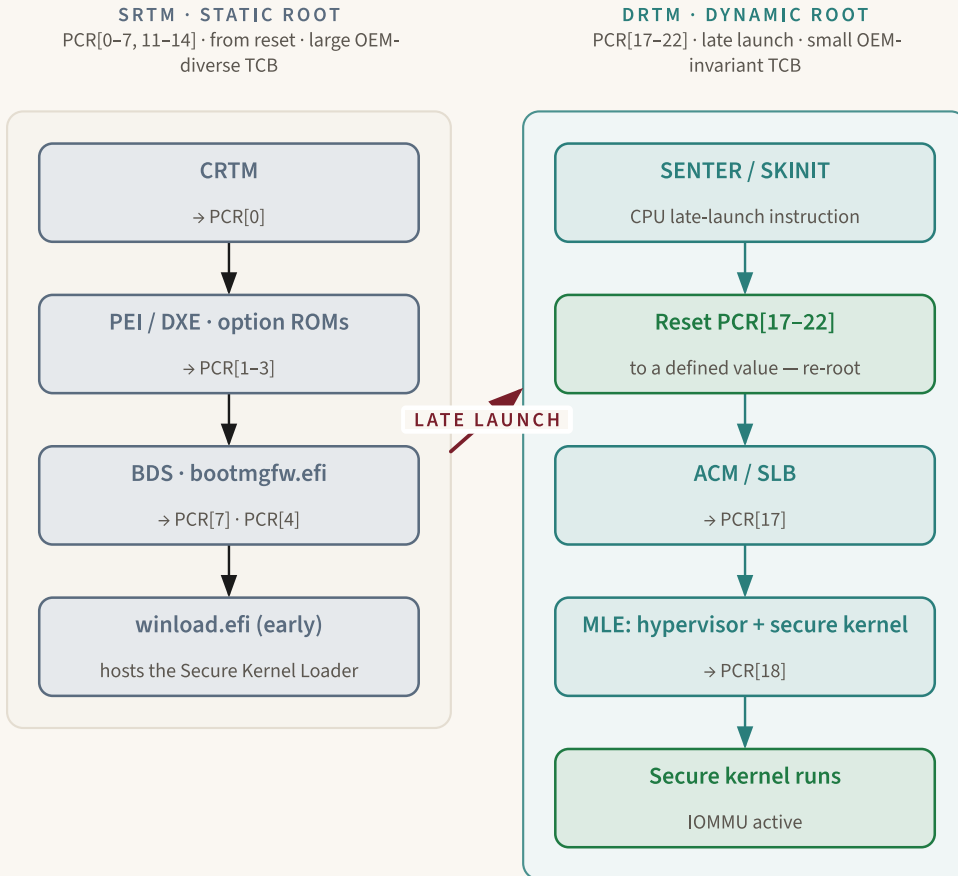 SRTM · STATIC ROOT
PCR[0–7, 11–14] · from reset · large OEM-
diverse TCB
CRTM
→ PCR[0]
PEI / DXE · option ROMs
→ PCR[1–3]
BDS · bootmgfw.efi
→ PCR[7] · PCR[4]
winload.efi (early)
hosts the Secure Kernel Loader
LATE LAUNCH
DRTM · DYNAMIC ROOT
PCR[17–22] · late launch · small OEM-
invariant TCB
SENTER / SKINIT
CPU late-launch instruction
Reset PCR[17–22]
to a defined value — re-root
ACM / SLB
→ PCR[17]
MLE: hypervisor + secure kernel
→ PCR[18]
Secure kernel runs
IOMMU active